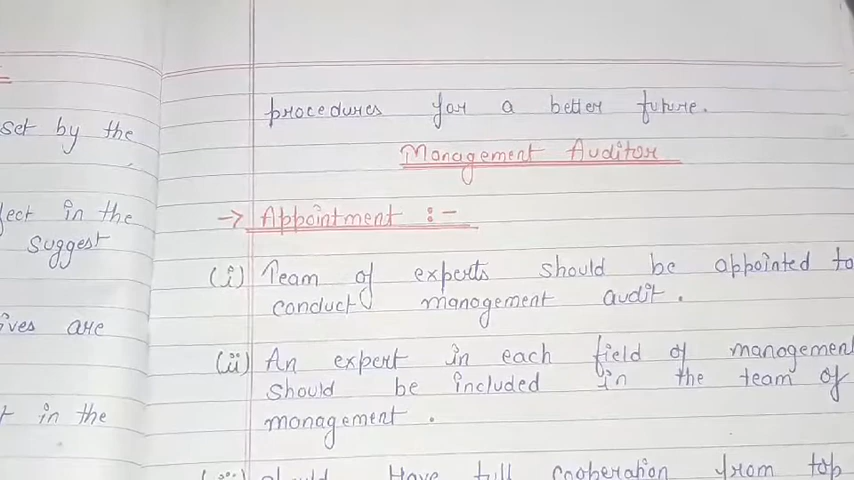 set by the
ject in the
suggest
ives are
in the
procedures for a better future.
Management Auditor
→ Appointment :-
(i) Team of experts should be appointed to
conduct management audit.
(ii) An expert in each field of management
should be included in the team of
management.
should Have full cooperation from top